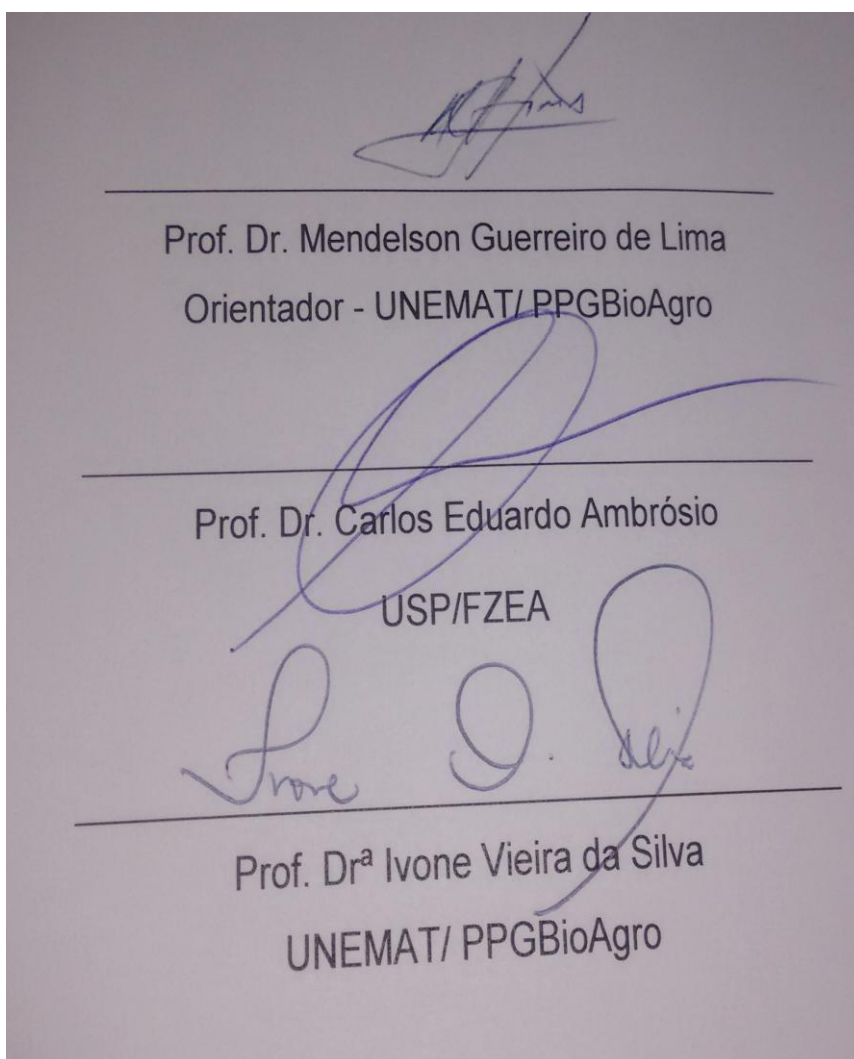 Prof. Dr. Mendelson Guerreiro de Lima
Orientador - UNEMAT/ PPGBioAgro
Prof. Dr. Carlos Eduardo Ambrósio
USP/FZEA
Ivone
Prof. Drª Ivone Vieira da Silva
UNEMAT/ PPGBioAgro